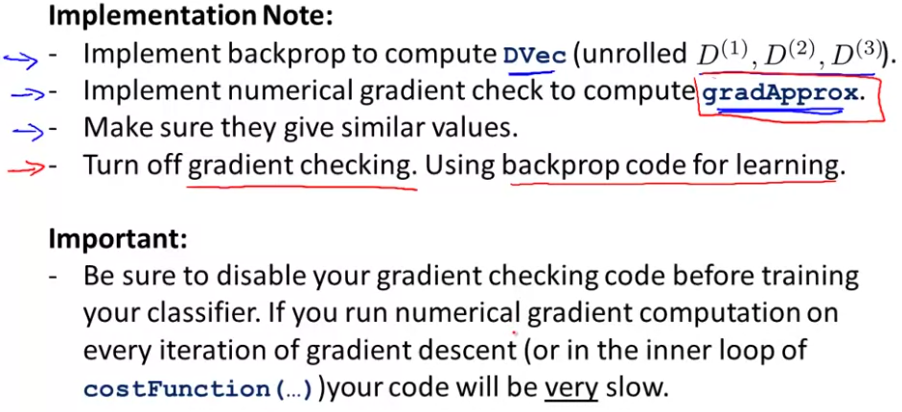 Implementation Note:
- Implement backprop to compute DVec (unrolled D⁽¹⁾, D⁽²⁾, D⁽³⁾).
- Implement numerical gradient check to compute gradApprox.
- Make sure they give similar values.
- Turn off gradient checking. Using backprop code for learning.
Important:
- Be sure to disable your gradient checking code before training
your classifier. If you run numerical gradient computation on
every iteration of gradient descent (or in the inner loop of
costFunction(…))your code will be very slow.